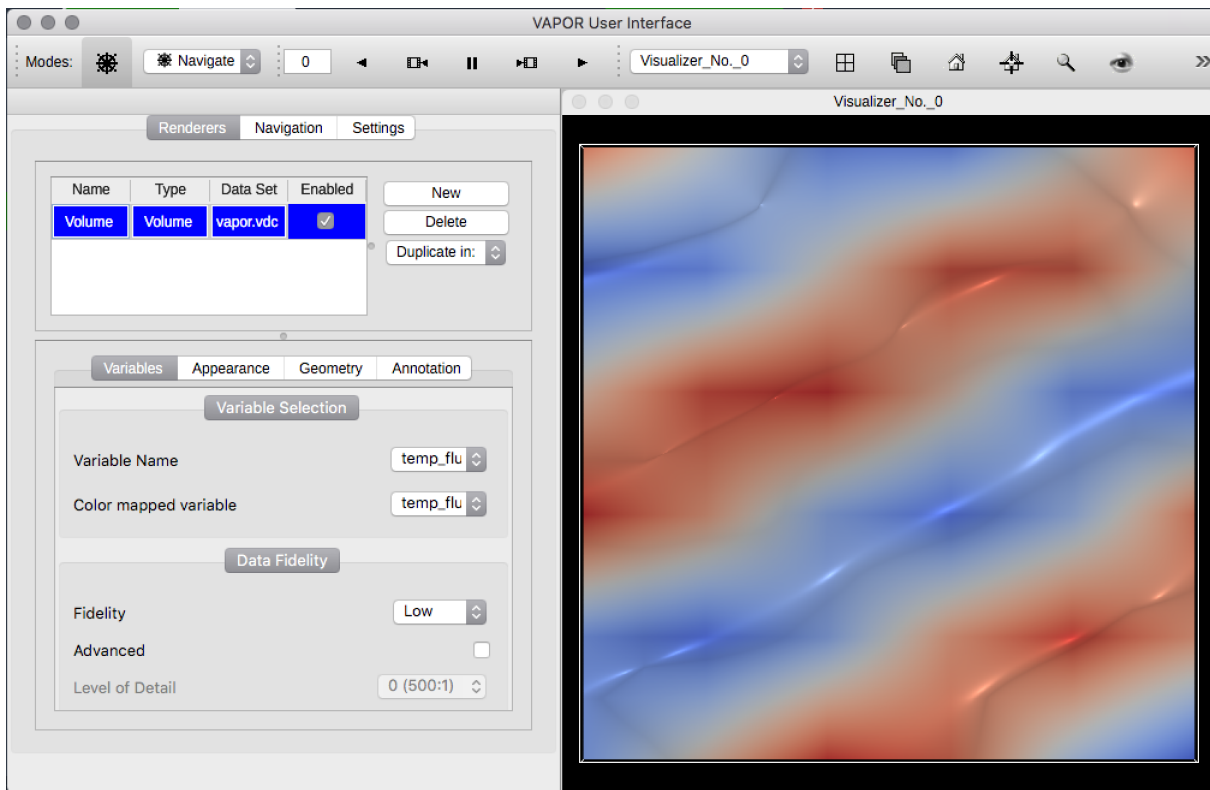 VAPOR User Interface
Modes: Navigate 0 Visualizer_No._0 »
Visualizer_No._0
Renderers Navigation Settings
Name Type Data Set Enabled
Volume Volume vapor.vdc
New
Delete
Duplicate in:
Variables Appearance Geometry Annotation
Variable Selection
Variable Name temp_flu
Color mapped variable temp_flu
Data Fidelity
Fidelity Low
Advanced
Level of Detail 0 (500:1)